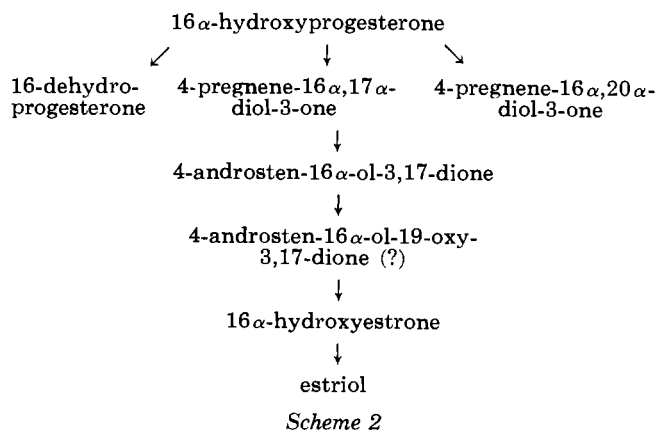 16α-hydroxyprogesterone
↙ ↓ ↘
16-dehydro- 4-pregnene-16α,17α- 4-pregnene-16α,20α-
progesterone diol-3-one diol-3-one
↓
4-androsten-16α-ol-3,17-dione
↓
4-androsten-16α-ol-19-oxy-
3,17-dione (?)
↓
16α-hydroxyestrone
↓
estriol
Scheme 2